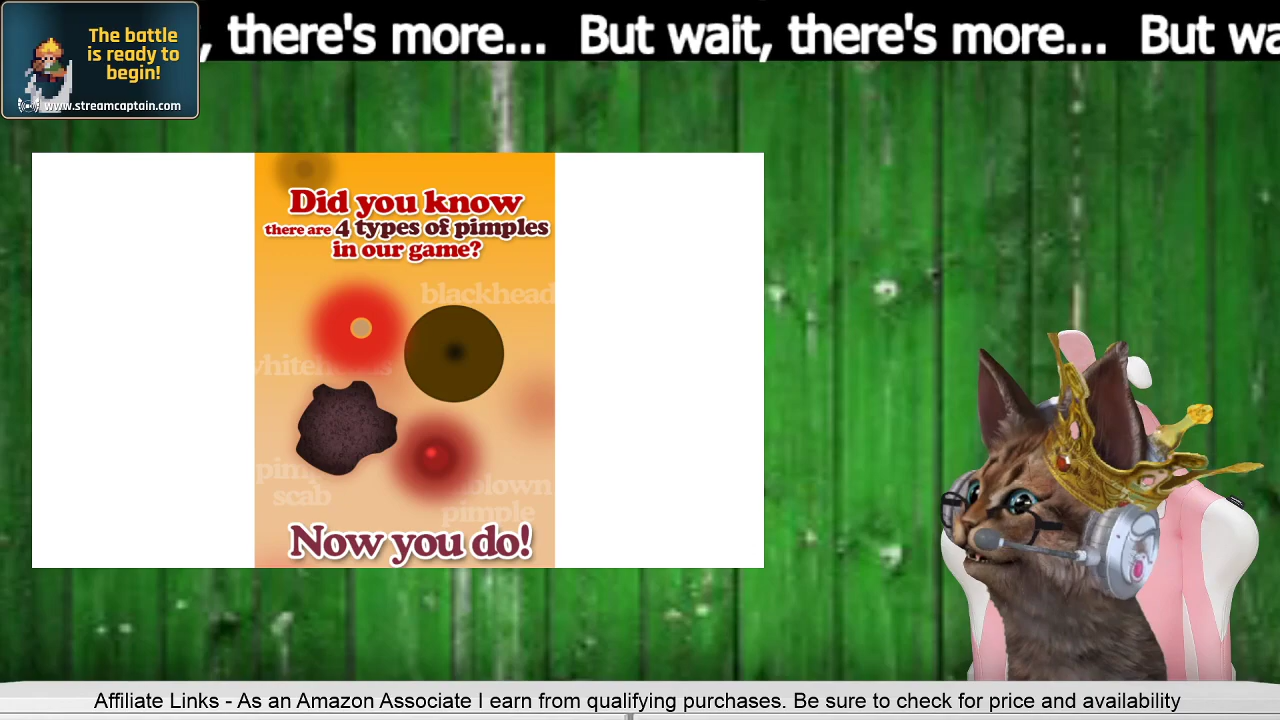 The battle
is ready to
begin!
www.streamcaptain.com
, there's more... But wait, there's more... But wa
Did you know
there are 4 types of pimples
in our game?
blackhead
whiteheads
pim
scab
blown
pimple
Now you do!
Affiliate Links - As an Amazon Associate I earn from qualifying purchases. Be sure to check for price and availability